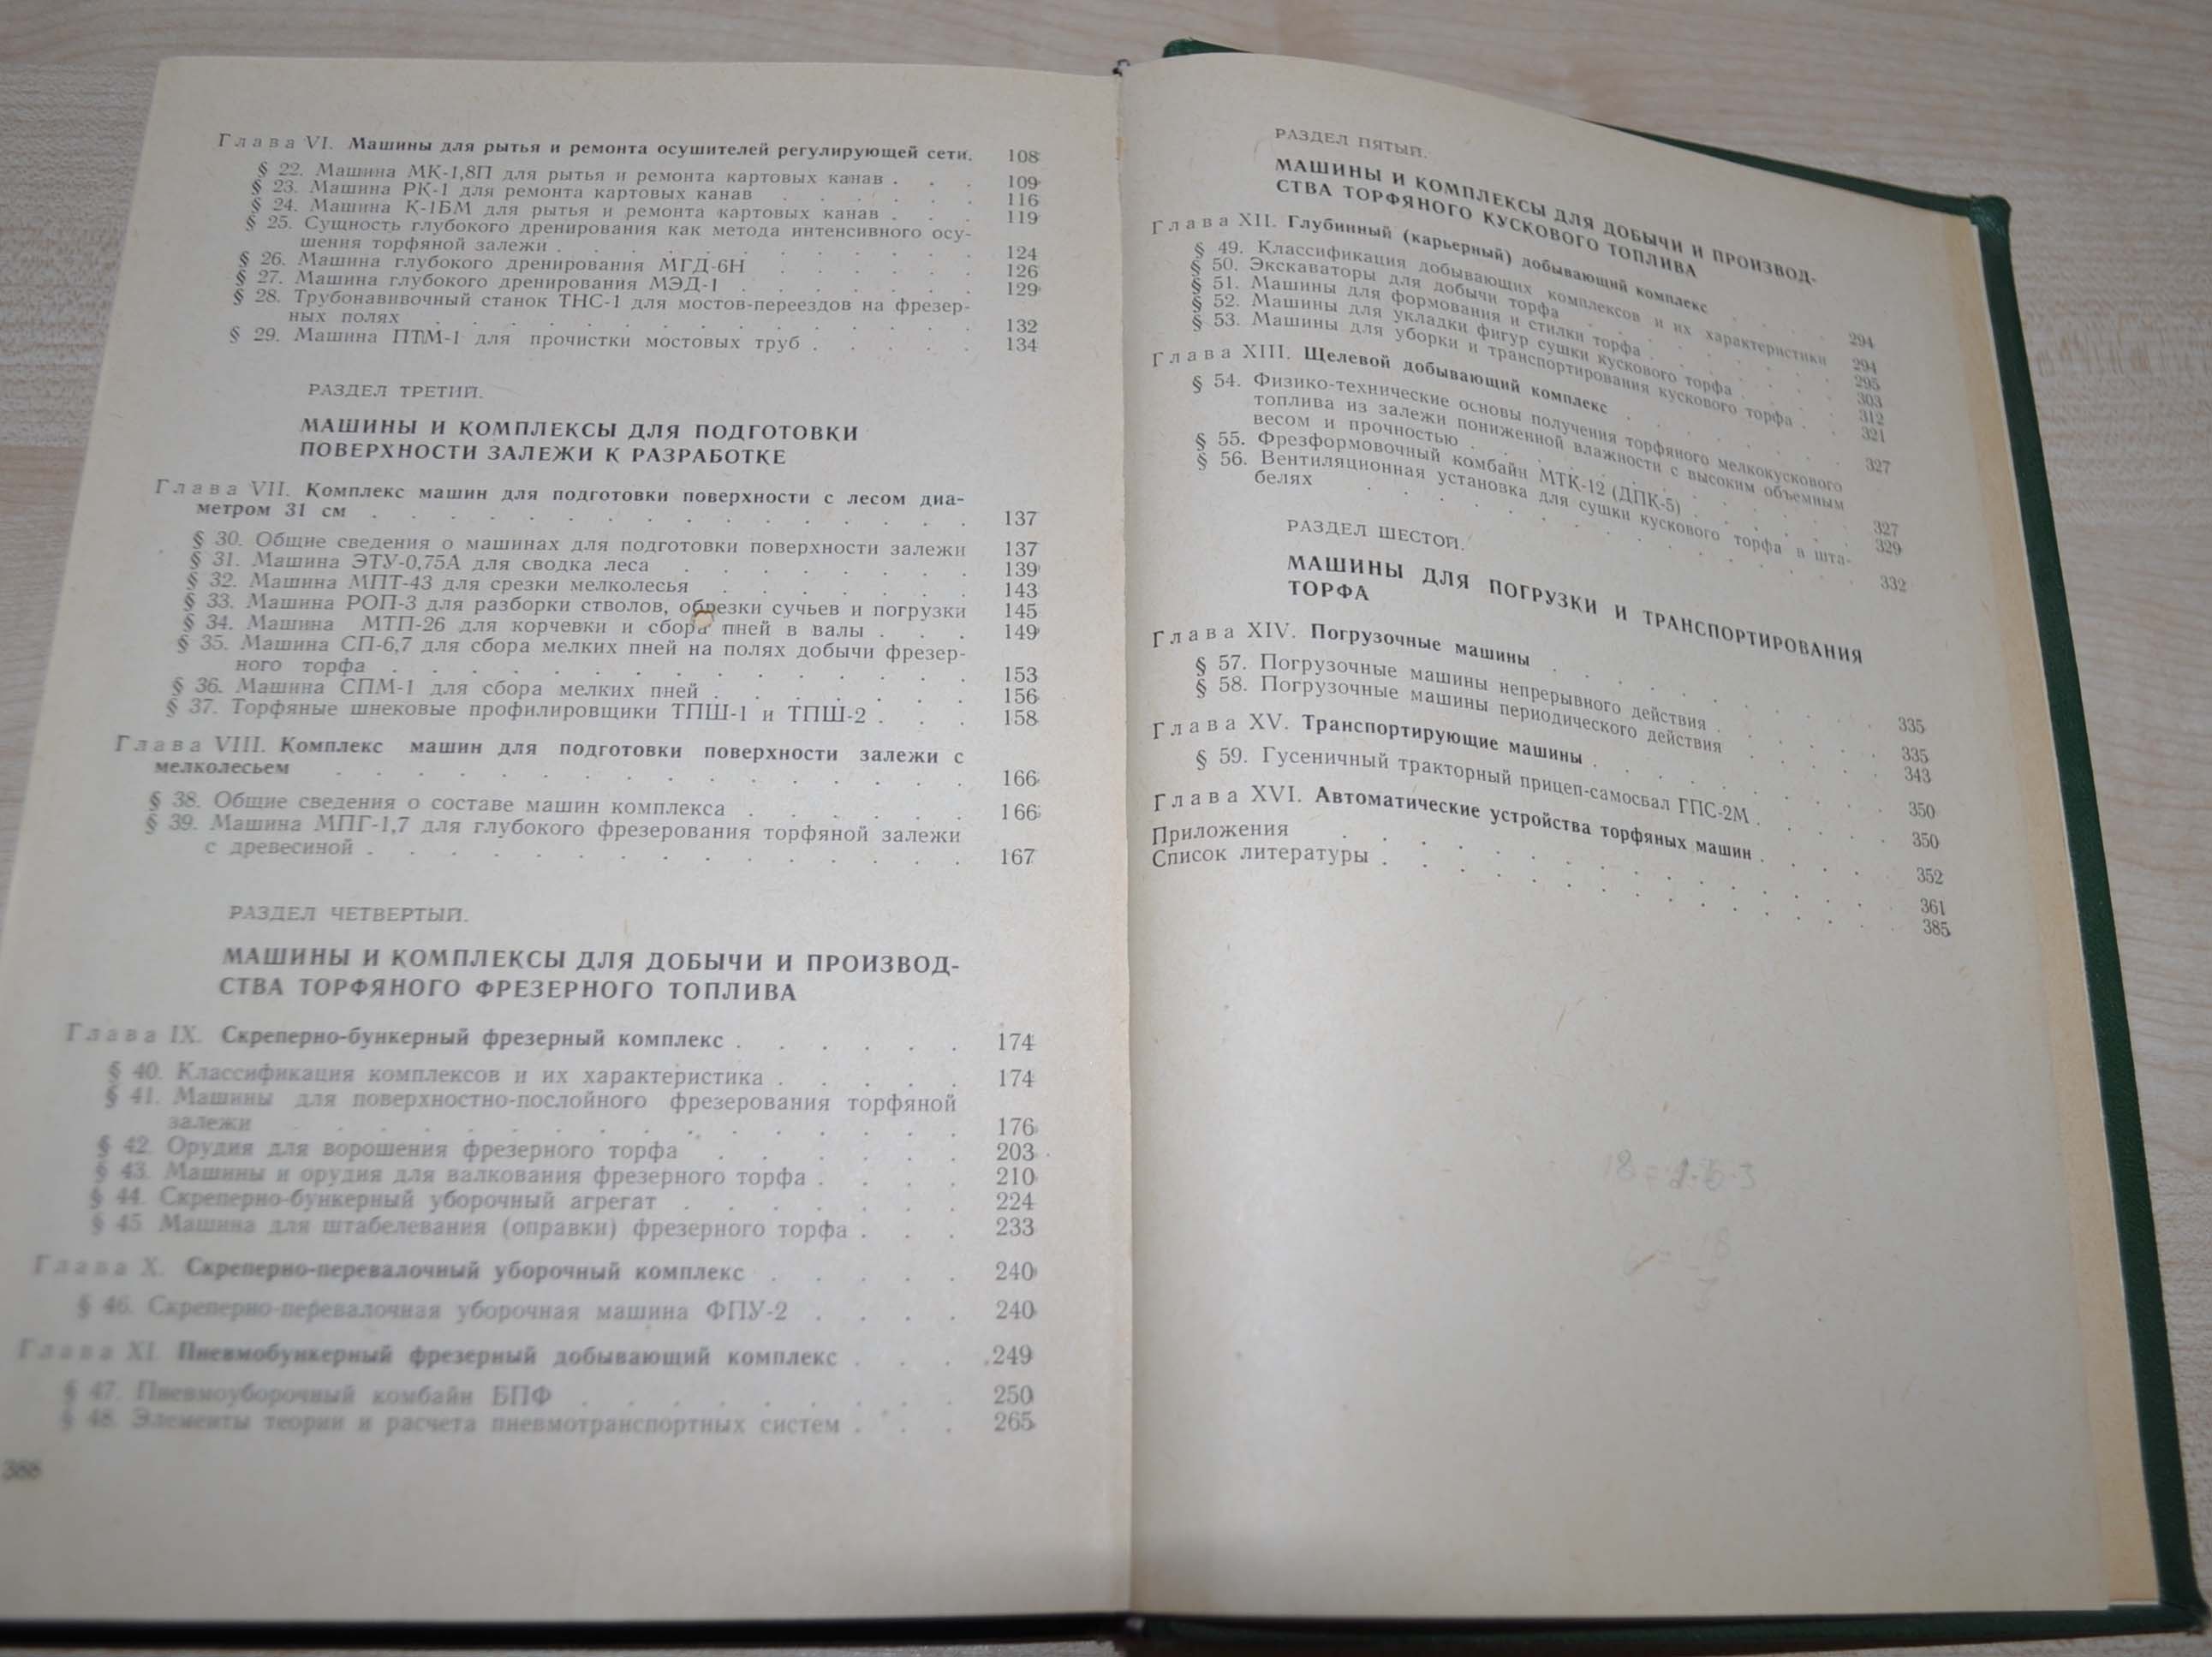 Глава VI. Машины для рытья и ремонта осушителей регулирующей сети. 108
§ 22. Машина МК-1,8П для рытья и ремонта картовых канав . . . 109
§ 23. Машина РК-1 для ремонта картовых канав . . . . . . 116
§ 24. Машина К-1БМ для рытья и ремонта картовых канав . . . 119
§ 25. Сущность глубокого дренирования как метода интенсивного осу-
шения торфяной залежи . . . . . . . . . . . 124
§ 26. Машина глубокого дренирования МГД-6Н . . . . . . 126
§ 27. Машина глубокого дренирования МЭД-1 . . . . . . . 129
§ 28. Трубонавивочный станок ТНС-1 для мостов-переездов на фрезер-
ных полях . . . . . . . . . . . . . . 132
§ 29. Машина ПТМ-1 для прочистки мостовых труб . . . . . 134
РАЗДЕЛ ТРЕТИЙ.
МАШИНЫ И КОМПЛЕКСЫ ДЛЯ ПОДГОТОВКИ
ПОВЕРХНОСТИ ЗАЛЕЖИ К РАЗРАБОТКЕ
Глава VII. Комплекс машин для подготовки поверхности с лесом диа-
метром 31 см . . . . . . . . . . . . . . . 137
§ 30. Общие сведения о машинах для подготовки поверхности залежи 137
§ 31. Машина ЭТУ-0,75А для сводка леса . . . . . . . . 139
§ 32. Машина МПТ-43 для срезки мелколесья . . . . . . . 143
§ 33. Машина РОП-3 для разборки стволов, обрезки сучьев и погрузки 145
§ 34. Машина МТП-26 для корчевки и сбора пней в валы . . . 149
§ 35. Машина СП-6,7 для сбора мелких пней на полях добычи фрезер-
ного торфа . . . . . . . . . . . . . . . 153
§ 36. Машина СПМ-1 для сбора мелких пней . . . . . . . 156
§ 37. Торфяные шнековые профилировщики ТПШ-1 и ТПШ-2 . . . 158
Глава VIII. Комплекс машин для подготовки поверхности залежи с
мелколесьем . . . . . . . . . . . . . . . . 166
§ 38. Общие сведения о составе машин комплекса . . . . . . 166
§ 39. Машина МПГ-1,7 для глубокого фрезерования торфяной залежи
с древесиной . . . . . . . . . . . . . . . 167
РАЗДЕЛ ЧЕТВЕРТЫЙ.
МАШИНЫ И КОМПЛЕКСЫ ДЛЯ ДОБЫЧИ И ПРОИЗВОД-
СТВА ТОРФЯНОГО ФРЕЗЕРНОГО ТОПЛИВА
Глава IX. Скреперно-бункерный фрезерный комплекс . . . . . . 174
§ 40. Классификация комплексов и их характеристика . . . . . 174
§ 41. Машины для поверхностно-послойного фрезерования торфяной
залежи . . . . . . . . . . . . . . . . 176
§ 42. Орудия для ворошения фрезерного торфа . . . . . . 203
§ 43. Машины и орудия для валкования фрезерного торфа . . . . 210
§ 44. Скреперно-бункерный уборочный агрегат . . . . . . . 224
§ 45. Машина для штабелевания (оправки) фрезерного торфа . . . 233
Глава X. Скреперно-перевалочный уборочный комплекс . . . . . 240
§ 46. Скреперно-перевалочная уборочная машина ФПУ-2 . . . . 240
Глава XI. Пневмобункерный фрезерный добывающий комплекс . . . 249
§ 47. Пневмоуборочный комбайн БПФ . . . . . . . . . 250
§ 48. Элементы теории и расчета пневмотранспортных систем . . . 265
388
РАЗДЕЛ ПЯТЫЙ.
МАШИНЫ И КОМПЛЕКСЫ ДЛЯ ДОБЫЧИ И ПРОИЗВОД-
СТВА ТОРФЯНОГО КУСКОВОГО ТОПЛИВА
Глава XII. Глубинный (карьерный) добывающий комплекс . . . . . 294
§ 49. Классификация добывающих комплексов и их характеристики 294
§ 50. Экскаваторы для добычи торфа . . . . . . . . . 295
§ 51. Машины для формования и стилки торфа . . . . . . . 303
§ 52. Машины для укладки фигур сушки кускового торфа . . . . 312
§ 53. Машины для уборки и транспортирования кускового торфа . . 321
Глава XIII. Щелевой добывающий комплекс . . . . . . . . 327
§ 54. Физико-технические основы получения торфяного мелкокускового
топлива из залежи пониженной влажности с высоким объемным
весом и прочностью . . . . . . . . . . . . 327
§ 55. Фрезформовочный комбайн МТК-12 (ДПК-5) . . . . . . 329
§ 56. Вентиляционная установка для сушки кускового торфа в шта-
белях . . . . . . . . . . . . . . . . 332
РАЗДЕЛ ШЕСТОЙ.
МАШИНЫ ДЛЯ ПОГРУЗКИ И ТРАНСПОРТИРОВАНИЯ
ТОРФА
Глава XIV. Погрузочные машины . . . . . . . . . . . 335
§ 57. Погрузочные машины непрерывного действия . . . . . . 335
§ 58. Погрузочные машины периодического действия . . . . . 343
Глава XV. Транспортирующие машины . . . . . . . . . . 350
§ 59. Гусеничный тракторный прицеп-самосвал ГПС-2М . . . . . 350
Глава XVI. Автоматические устройства торфяных машин . . . . . 352
Приложения . . . . . . . . . . . . . . . . 361
Список литературы . . . . . . . . . . . . . . 385